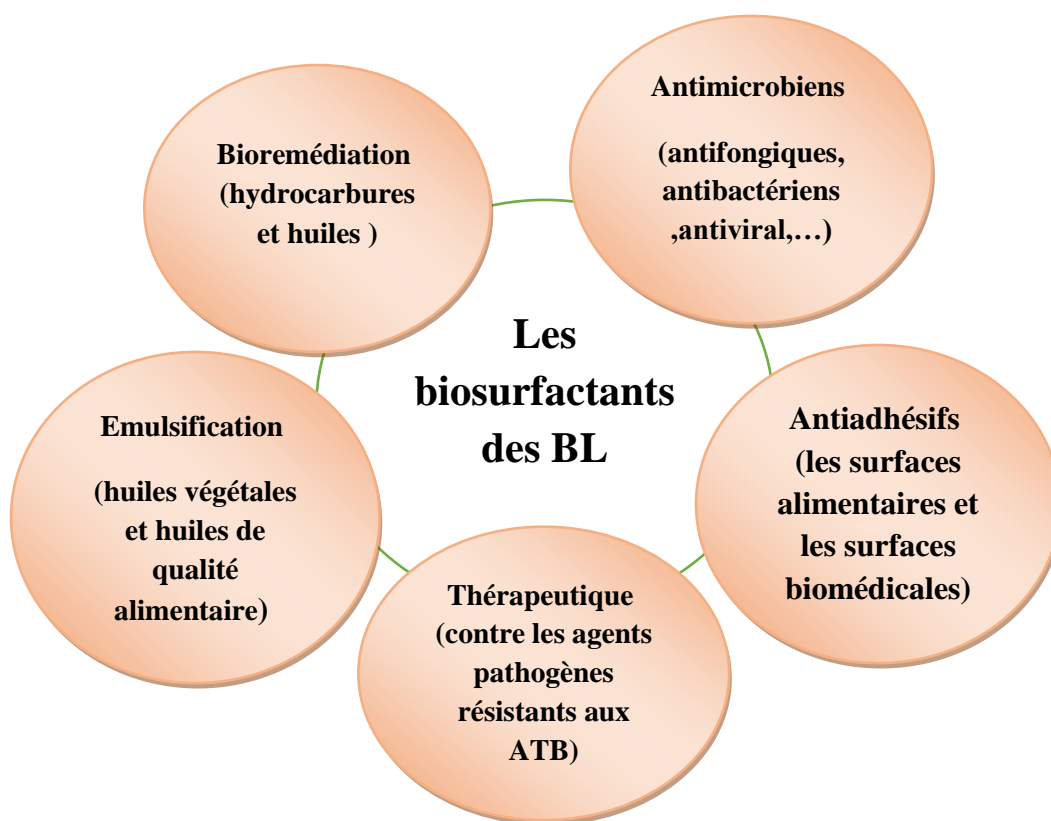 Antimicrobiens
(antifongiques,
antibactériens
,antiviral,…)
Bioremédiation
(hydrocarbures
et huiles )
Les
biosurfactants
des BL
Antiadhésifs
(les surfaces
alimentaires et
les surfaces
biomédicales)
Emulsification
(huiles végétales
et huiles de
qualité
alimentaire)
Thérapeutique
(contre les agents
pathogènes
résistants aux
ATB)